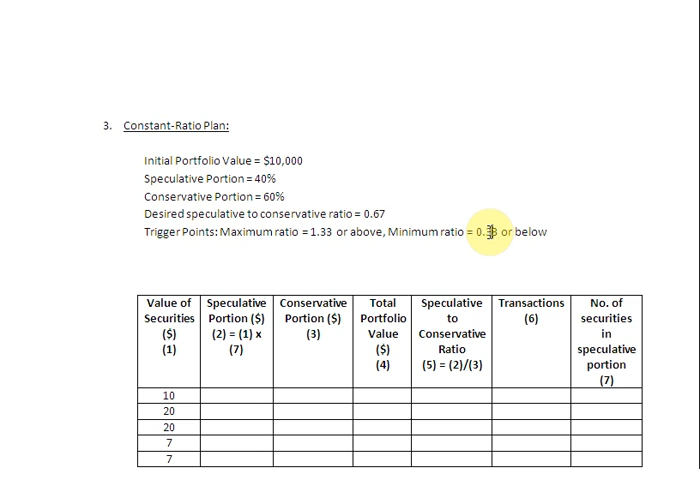 3. Constant-Ratio Plan:
Initial Portfolio Value = $10,000
Speculative Portion = 40%
Conservative Portion = 60%
Desired speculative to conservative ratio = 0.67
Trigger Points: Maximum ratio = 1.33 or above, Minimum ratio = 0.33 or below
Value of Securities ($) (1)
Speculative Portion ($) (2) = (1) x (7)
Conservative Portion ($) (3)
Total Portfolio Value ($) (4)
Speculative to Conservative Ratio (5) = (2)/(3)
Transactions (6)
No. of securities in speculative portion (7)
10
20
20
7
7